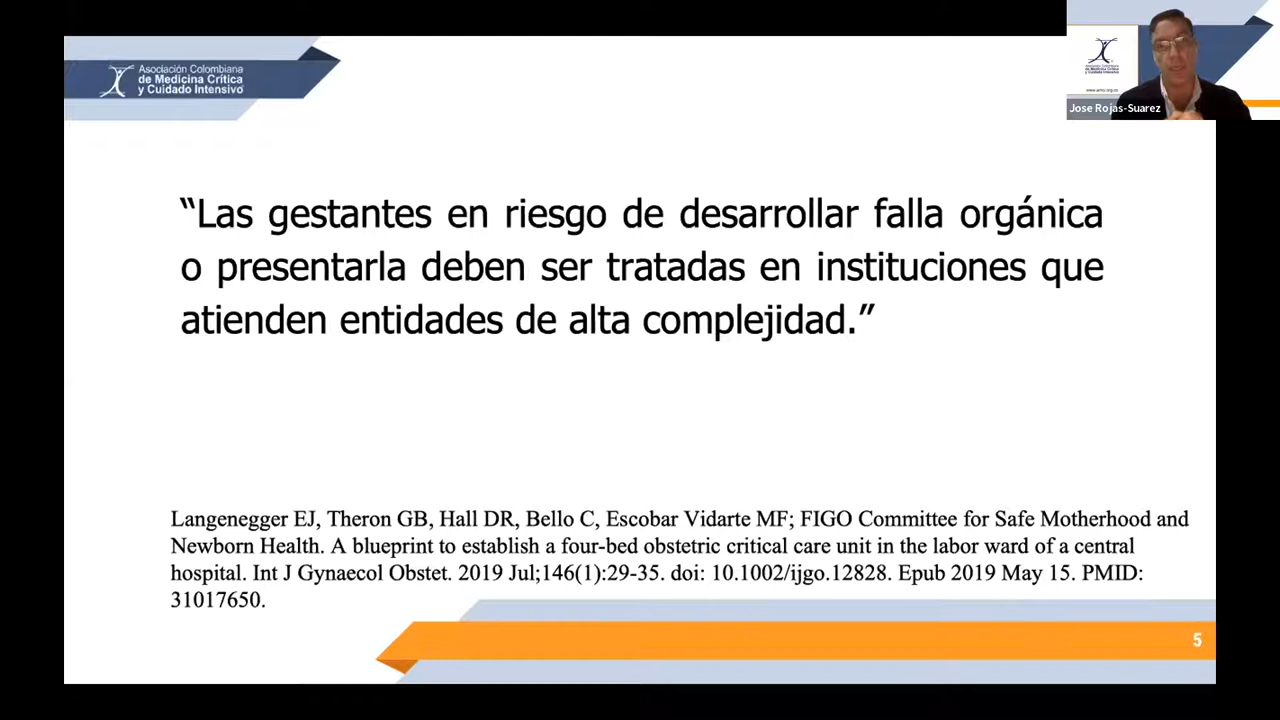 Asociación Colombiana
de Medicina Crítica
y Cuidado Intensivo
Jose Rojas-Suarez
“Las gestantes en riesgo de desarrollar falla orgánica
o presentarla deben ser tratadas en instituciones que
atienden entidades de alta complejidad.”
Langenegger EJ, Theron GB, Hall DR, Bello C, Escobar Vidarte MF; FIGO Committee for Safe Motherhood and
Newborn Health. A blueprint to establish a four-bed obstetric critical care unit in the labor ward of a central
hospital. Int J Gynaecol Obstet. 2019 Jul;146(1):29-35. doi: 10.1002/ijgo.12828. Epub 2019 May 15. PMID:
31017650.
5